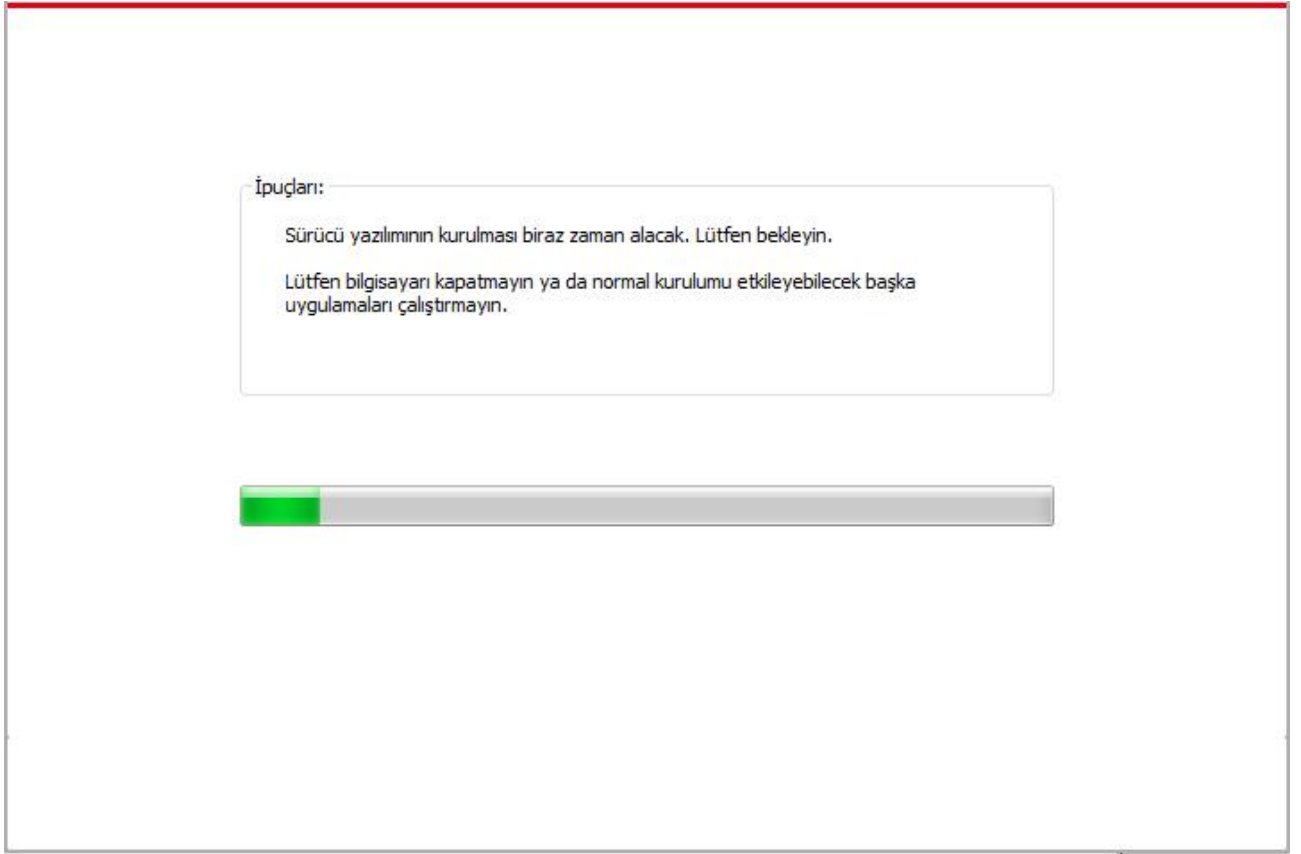 İpuçları:
Sürücü yazılımının kurulması biraz zaman alacak. Lütfen bekleyin.
Lütfen bilgisayarı kapatmayın ya da normal kurulumu etkileyebilecek başka
uygulamaları çalıştırmayın.